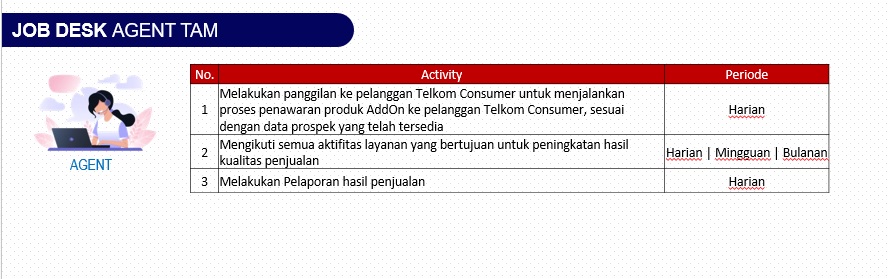 JOB DESK AGENT TAM
No. Activity Periode
1 Melakukan panggilan ke pelanggan Telkom Consumer untuk menjalankan
proses penawaran produk AddOn ke pelanggan Telkom Consumer, sesuai
dengan data prospek yang telah tersedia
Harian
2 Mengikuti semua aktifitas layanan yang bertujuan untuk peningkatan hasil
kualitas penjualan
Harian | Mingguan | Bulanan
3 Melakukan Pelaporan hasil penjualan Harian
AGENT